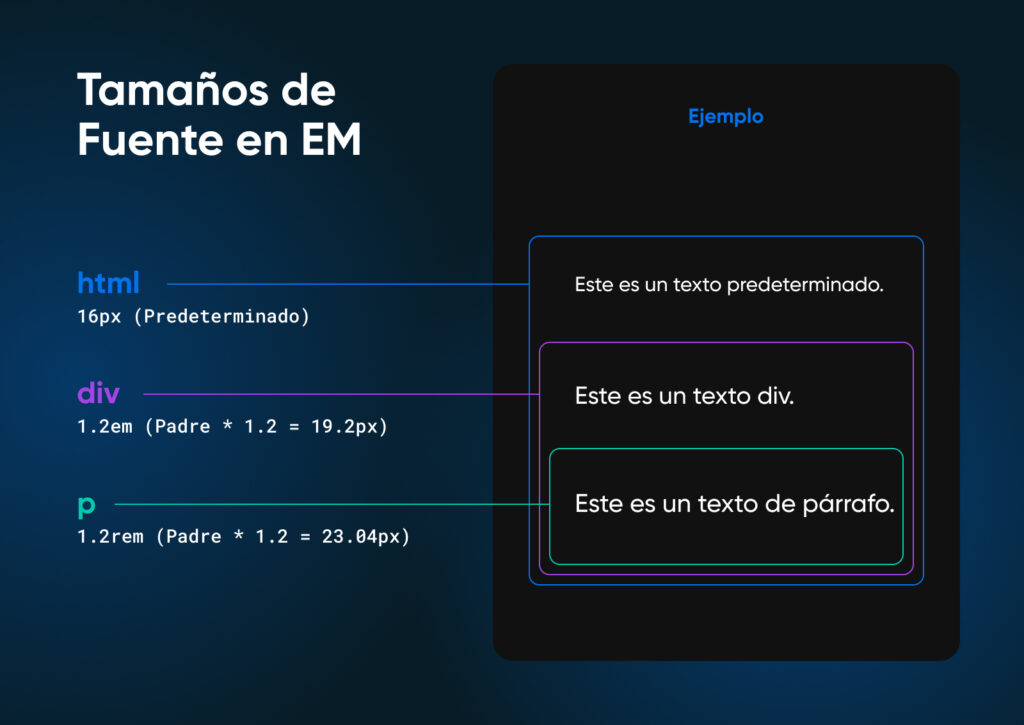 Tamaños de
Fuente en EM
html
16px (Predeterminado)
div
1.2em (Padre * 1.2 = 19.2px)
p
1.2rem (Padre * 1.2 = 23.04px)
Ejemplo
Este es un texto predeterminado.
Este es un texto div.
Este es un texto de párrafo.